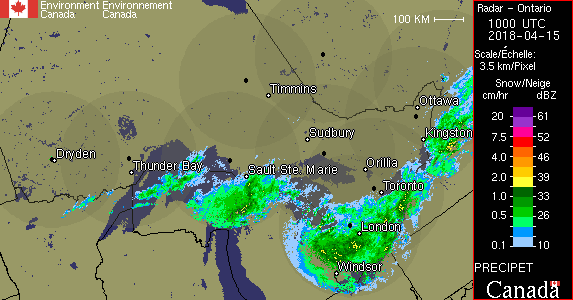 Environment Environnement
Canada Canada
100 KM
Timmins
Ottawa
Sudbury
Kingston
Dryden
Thunder Bay
Sault Ste. Marie
Orillia
Toronto
London
Windsor
Radar - Ontario
1000 UTC
2018-04-15
Scale/Échelle:
3.5 km/Pixel
Snow/Neige
cm/hr dBZ
20 61
7.5 52
4.0 46
2.0 39
1.0 33
0.5 26
0.1 10
PRECIPET
Canada